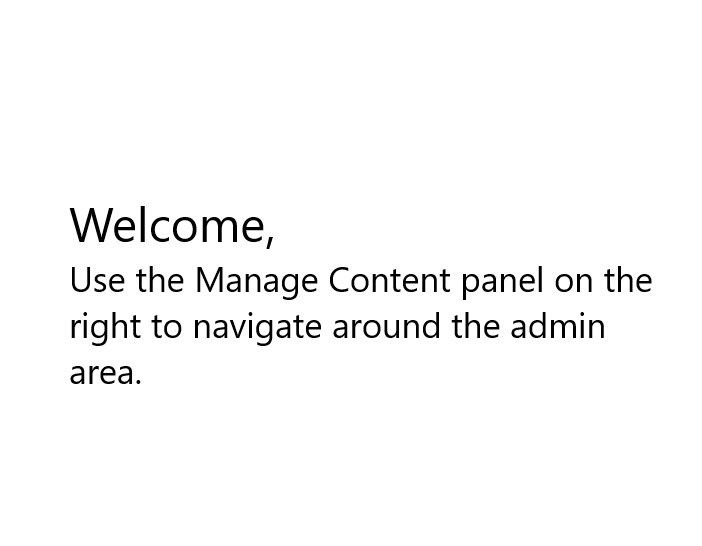 Welcome,
Use the Manage Content panel on the
right to navigate around the admin
area.